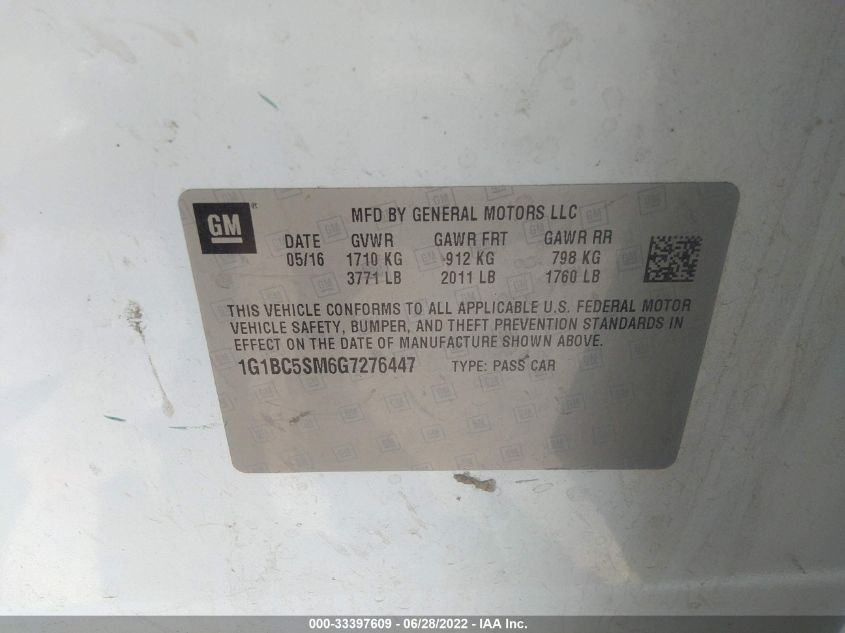 GM®
MFD BY GENERAL MOTORS LLC
DATE GVWR GAWR FRT GAWR RR
05/16 1710 KG 912 KG 798 KG
3771 LB 2011 LB 1760 LB
THIS VEHICLE CONFORMS TO ALL APPLICABLE U.S. FEDERAL MOTOR
VEHICLE SAFETY, BUMPER, AND THEFT PREVENTION STANDARDS IN
EFFECT ON THE DATE OF MANUFACTURE SHOWN ABOVE.
1G1BC5SM6G7276447 TYPE: PASS CAR
000-33397609 - 06/28/2022 - IAA Inc.